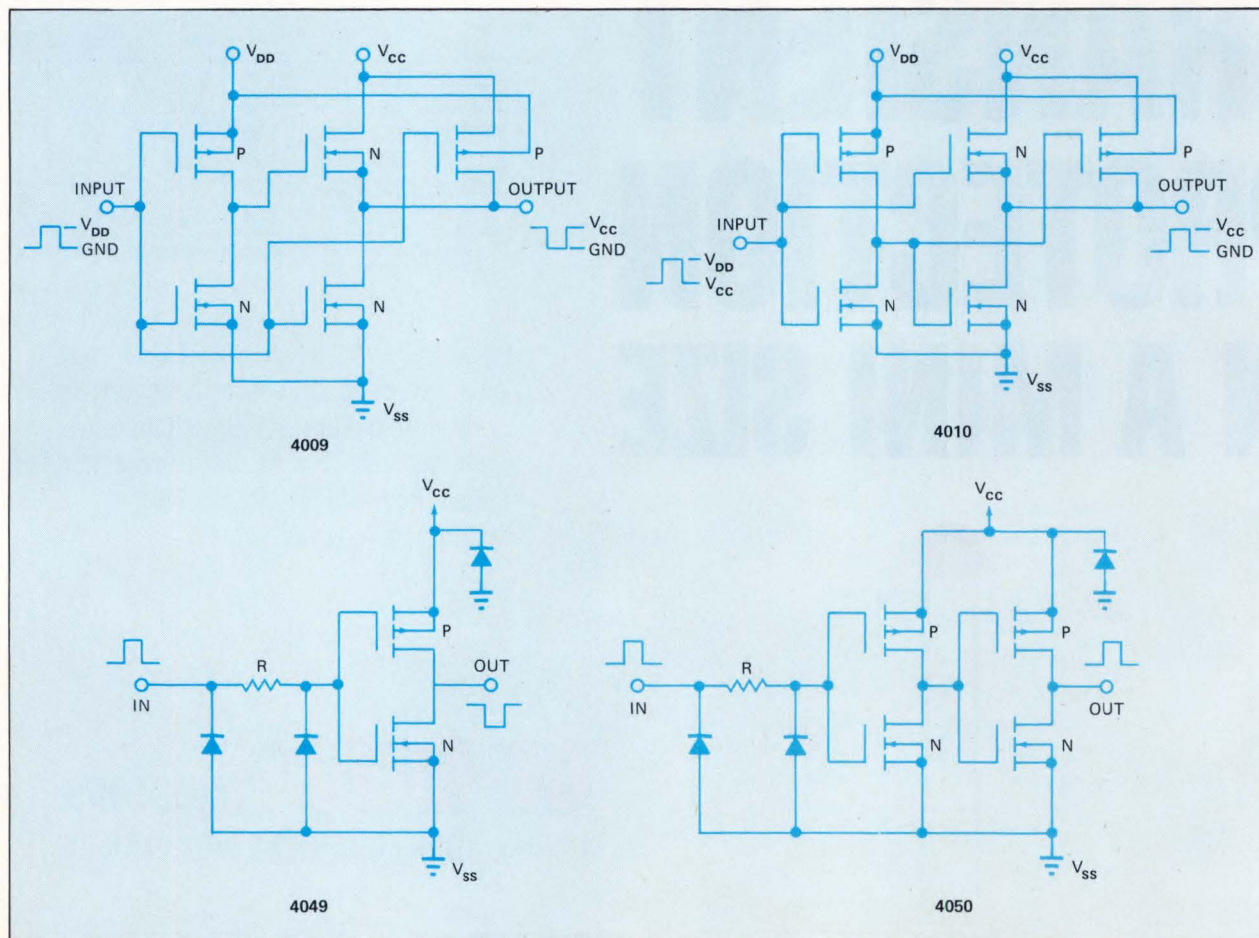 V_DD
V_CC
P
N
P
INPUT
OUTPUT
V_DD
GND
V_CC
GND
N
N
V_SS
4009
V_DD
V_CC
P
N
P
OUTPUT
INPUT
V_CC
GND
V_DD
V_CC
N
N
V_SS
4010
V_CC
P
R
OUT
IN
N
V_SS
4049
V_CC
P
P
R
IN
OUT
N
N
V_SS
4050